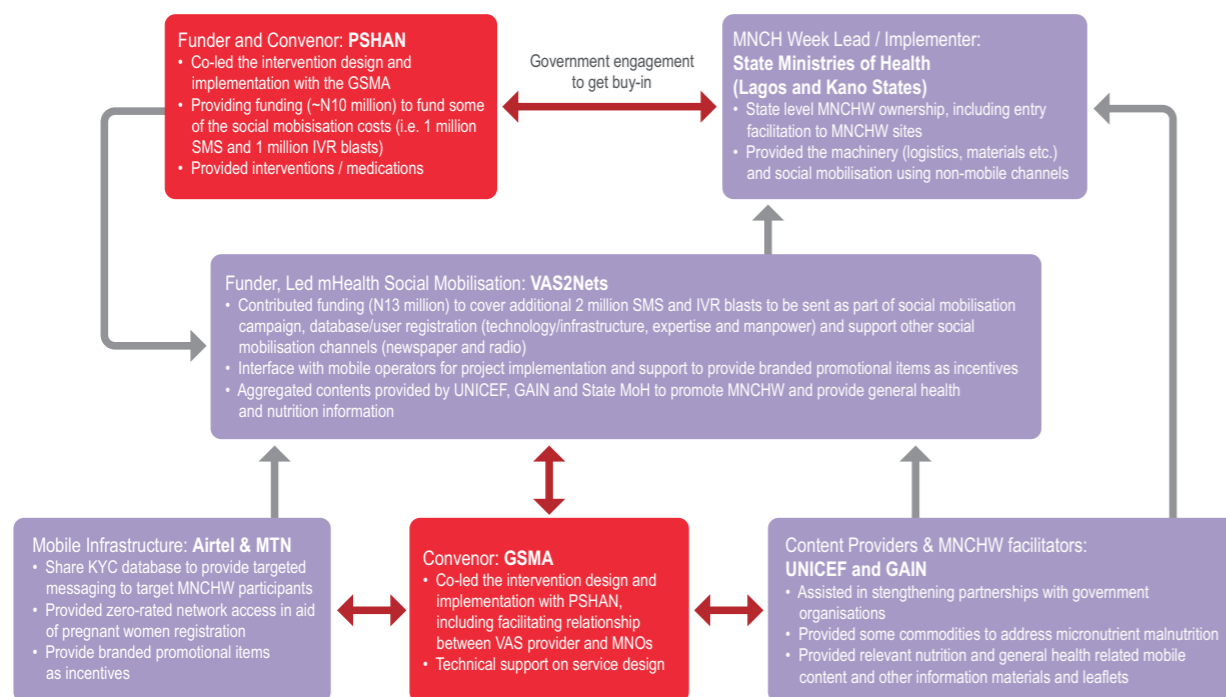 Funder and Convenor: PSHAN
• Co-led the intervention design and
implementation with the GSMA
• Providing funding (~N10 million) to fund some
of the social mobisisation costs (i.e. 1 million
SMS and 1 million IVR blasts)
• Provided interventions / medications
Government engagement
to get buy-in
MNCH Week Lead / Implementer:
State Ministries of Health
(Lagos and Kano States)
• State level MNCHW ownership, including entry
facilitation to MNCHW sites
• Provided the machinery (logistics, materials etc.)
and social mobilisation using non-mobile channels
Funder, Led mHealth Social Mobilisation: VAS2Nets
• Contributed funding (N13 million) to cover additional 2 million SMS and IVR blasts to be sent as part of social mobilisation
campaign, database/user registration (technology/infrastructure, expertise and manpower) and support other social
mobilisation channels (newspaper and radio)
• Interface with mobile operators for project implementation and support to provide branded promotional items as incentives
• Aggregated contents provided by UNICEF, GAIN and State MoH to promote MNCHW and provide general health
and nutrition information
Mobile Infrastructure: Airtel & MTN
• Share KYC database to provide targeted
messaging to target MNCHW participants
• Provided zero-rated network access in aid
of pregnant women registration
• Provide branded promotional items
as incentives
Convenor: GSMA
• Co-led the intervention design and
implementation with PSHAN,
including facilitating relationship
between VAS provider and MNOs
• Technical support on service design
Content Providers & MNCHW facilitators:
UNICEF and GAIN
• Assisted in stengthening partnerships with government
organisations
• Provided some commodities to address micronutrient malnutrition
• Provided relevant nutrition and general health related mobile
content and other information materials and leaflets